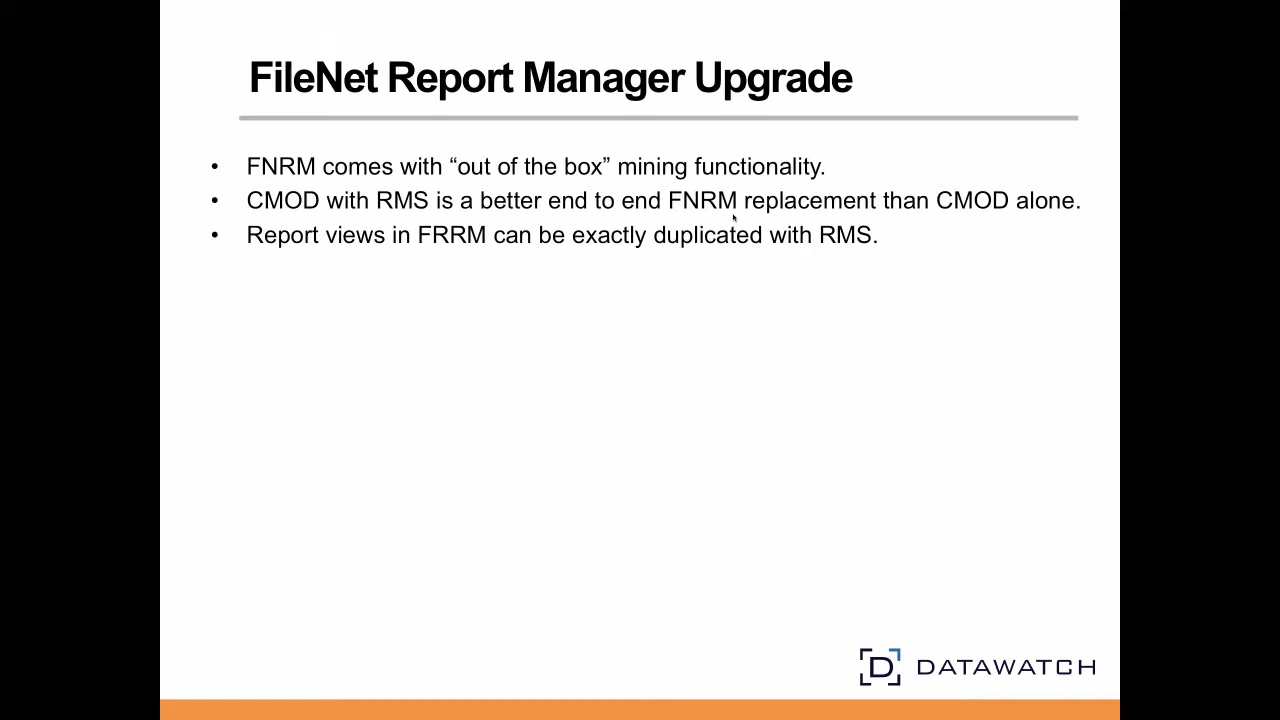 FileNet Report Manager Upgrade
• FNRM comes with “out of the box” mining functionality.
• CMOD with RMS is a better end to end FNRM replacement than CMOD alone.
• Report views in FRRM can be exactly duplicated with RMS.
D DATAWATCH